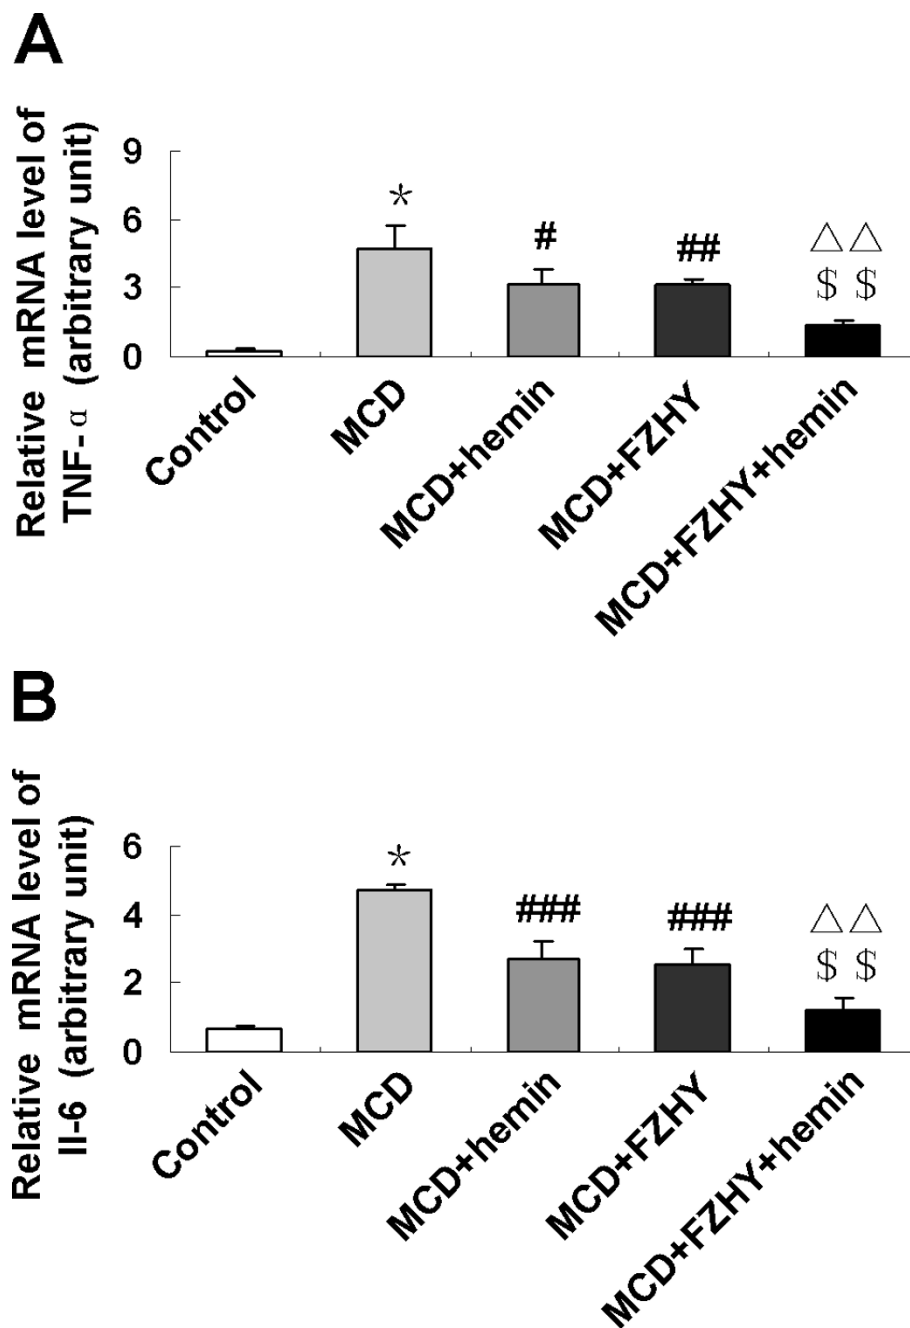 A
Relative mRNA level of
TNF-α (arbitrary unit)
9
6
3
0
*
#
##
△△
$ $
Control
MCD
MCD+hemin
MCD+FZHY
MCD+FZHY+hemin
B
Relative mRNA level of
Il-6 (arbitrary unit)
6
4
2
0
*
###
###
△△
$ $
Control
MCD
MCD+hemin
MCD+FZHY
MCD+FZHY+hemin